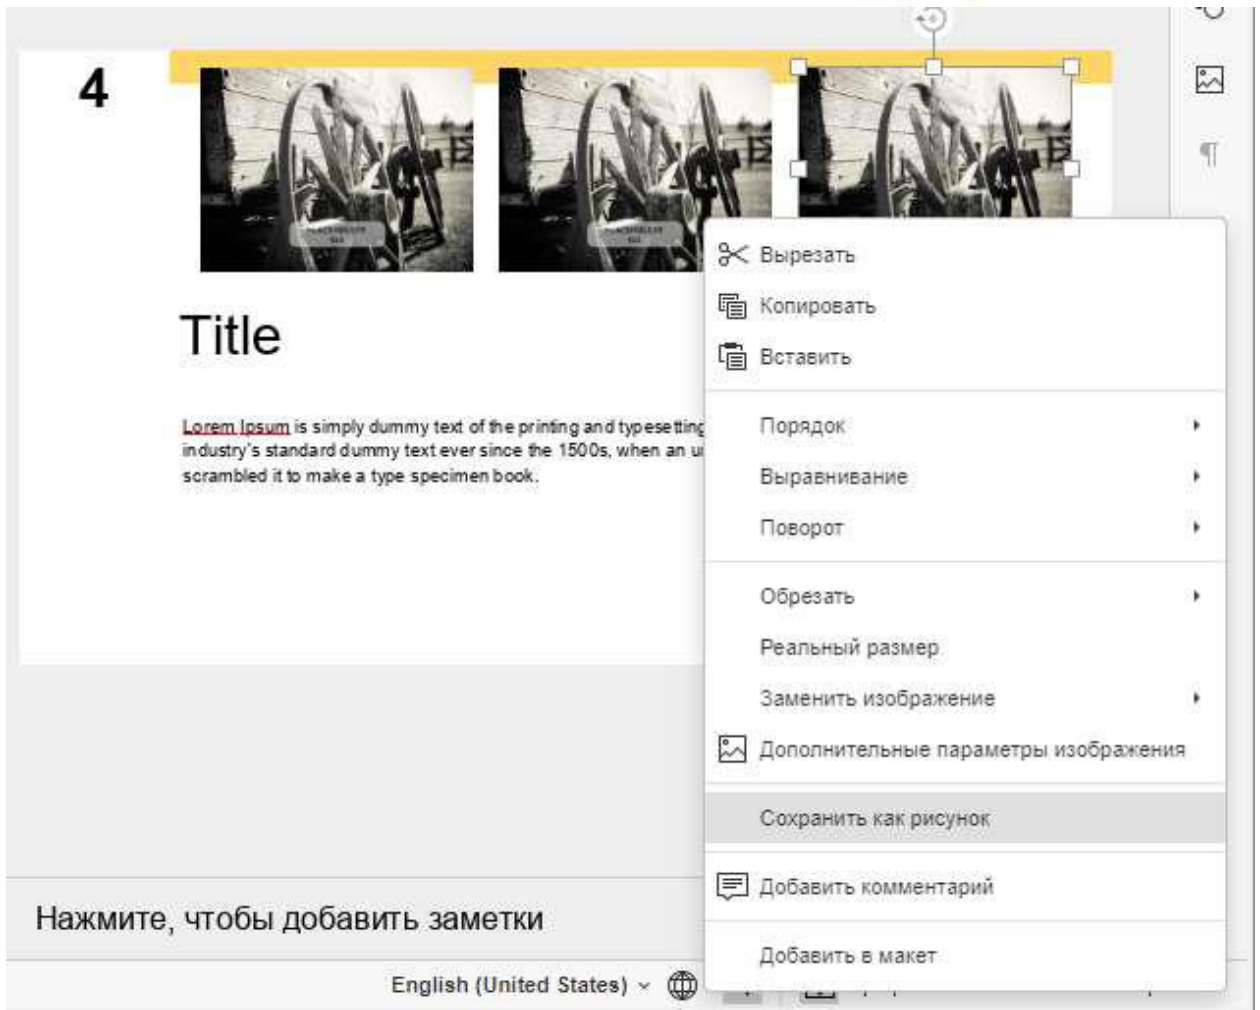 4
Title
Lorem Ipsum is simply dummy text of the printing and typesetting
industry's standard dummy text ever since the 1500s, when an
scrambled it to make a type specimen book.
Вырезать
Копировать
Вставить
Порядок
Выравнивание
Поворот
Обрезать
Реальный размер
Заменить изображение
Дополнительные параметры изображения
Сохранить как рисунок
Добавить комментарий
Добавить в макет
Нажмите, чтобы добавить заметки
English (United States)